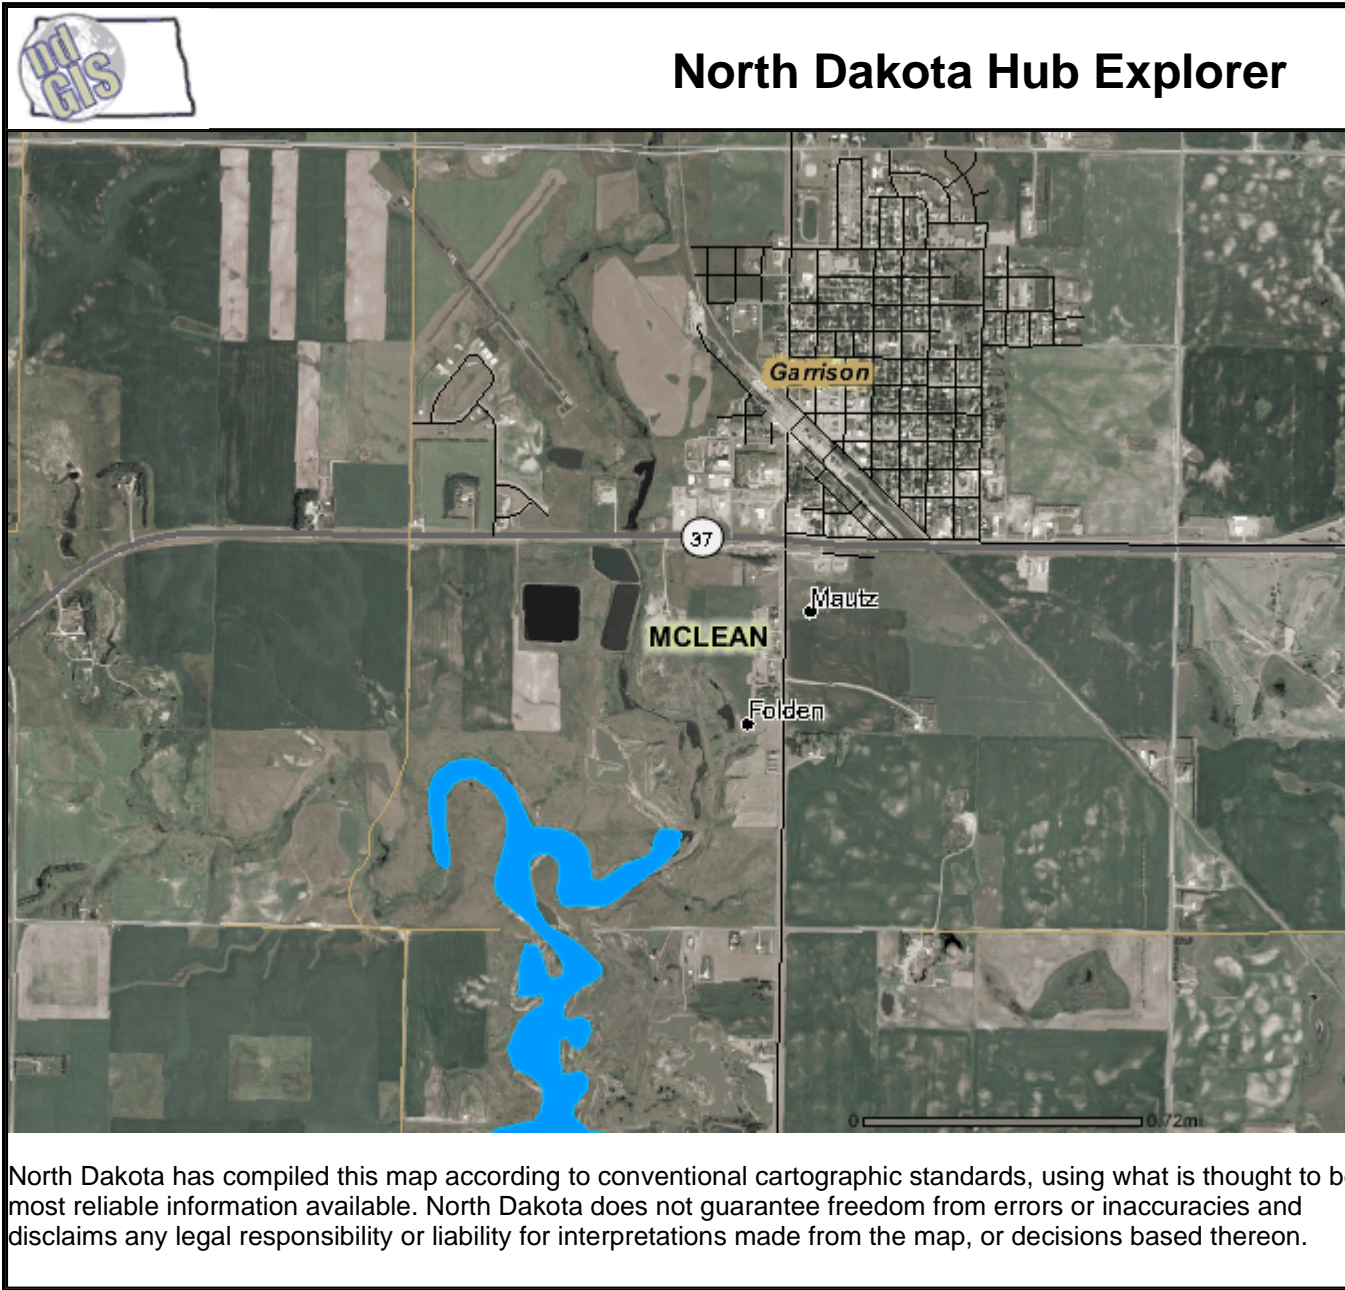 nd
GIS
North Dakota Hub Explorer
Garrison
37
Mautz
MCLEAN
Folden
0 0.72mi
North Dakota has compiled this map according to conventional cartographic standards, using what is thought to b
most reliable information available. North Dakota does not guarantee freedom from errors or inaccuracies and
disclaims any legal responsibility or liability for interpretations made from the map, or decisions based thereon.